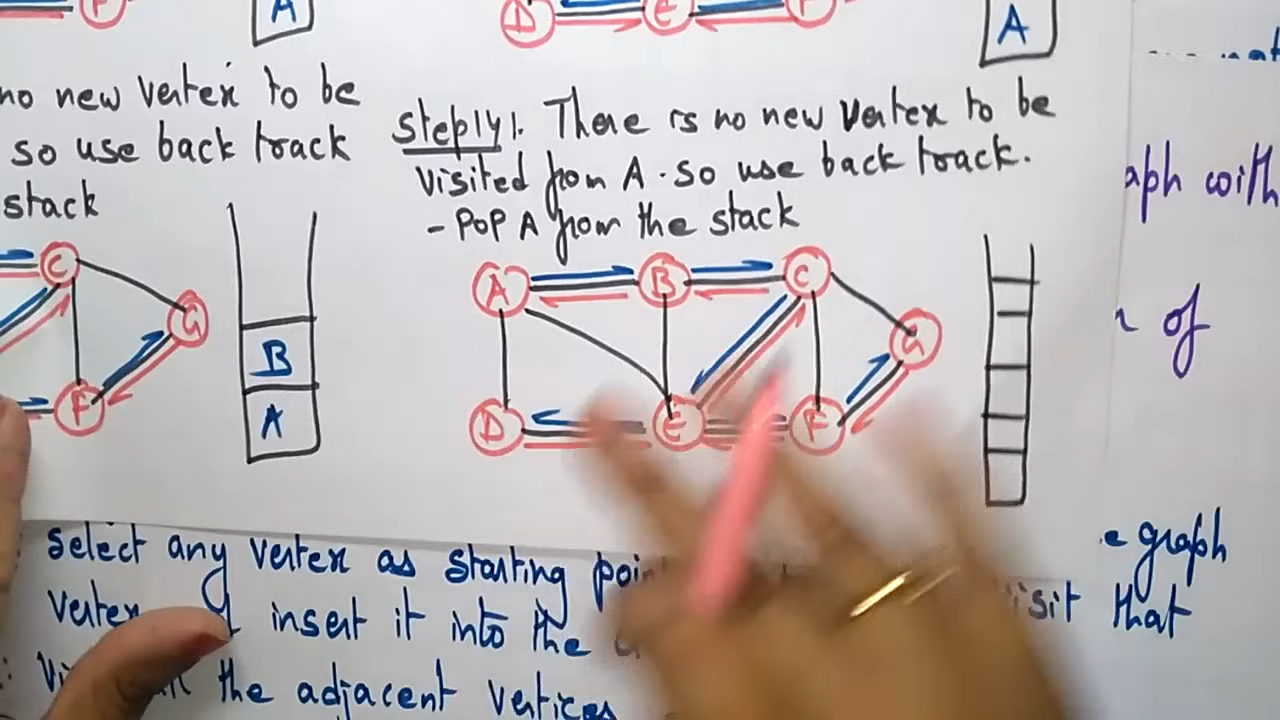 A
D E F
A
no new vertex to be
so use back track
stack
C
G
F
B
A
Step14). There is no new vertex to be
visited from A. so use back track.
- POP A from the stack
A B C
G
D E F
aph with
of
graph
select any vertex as starting
vertex insert it into the
visit that
the adjacent vertices